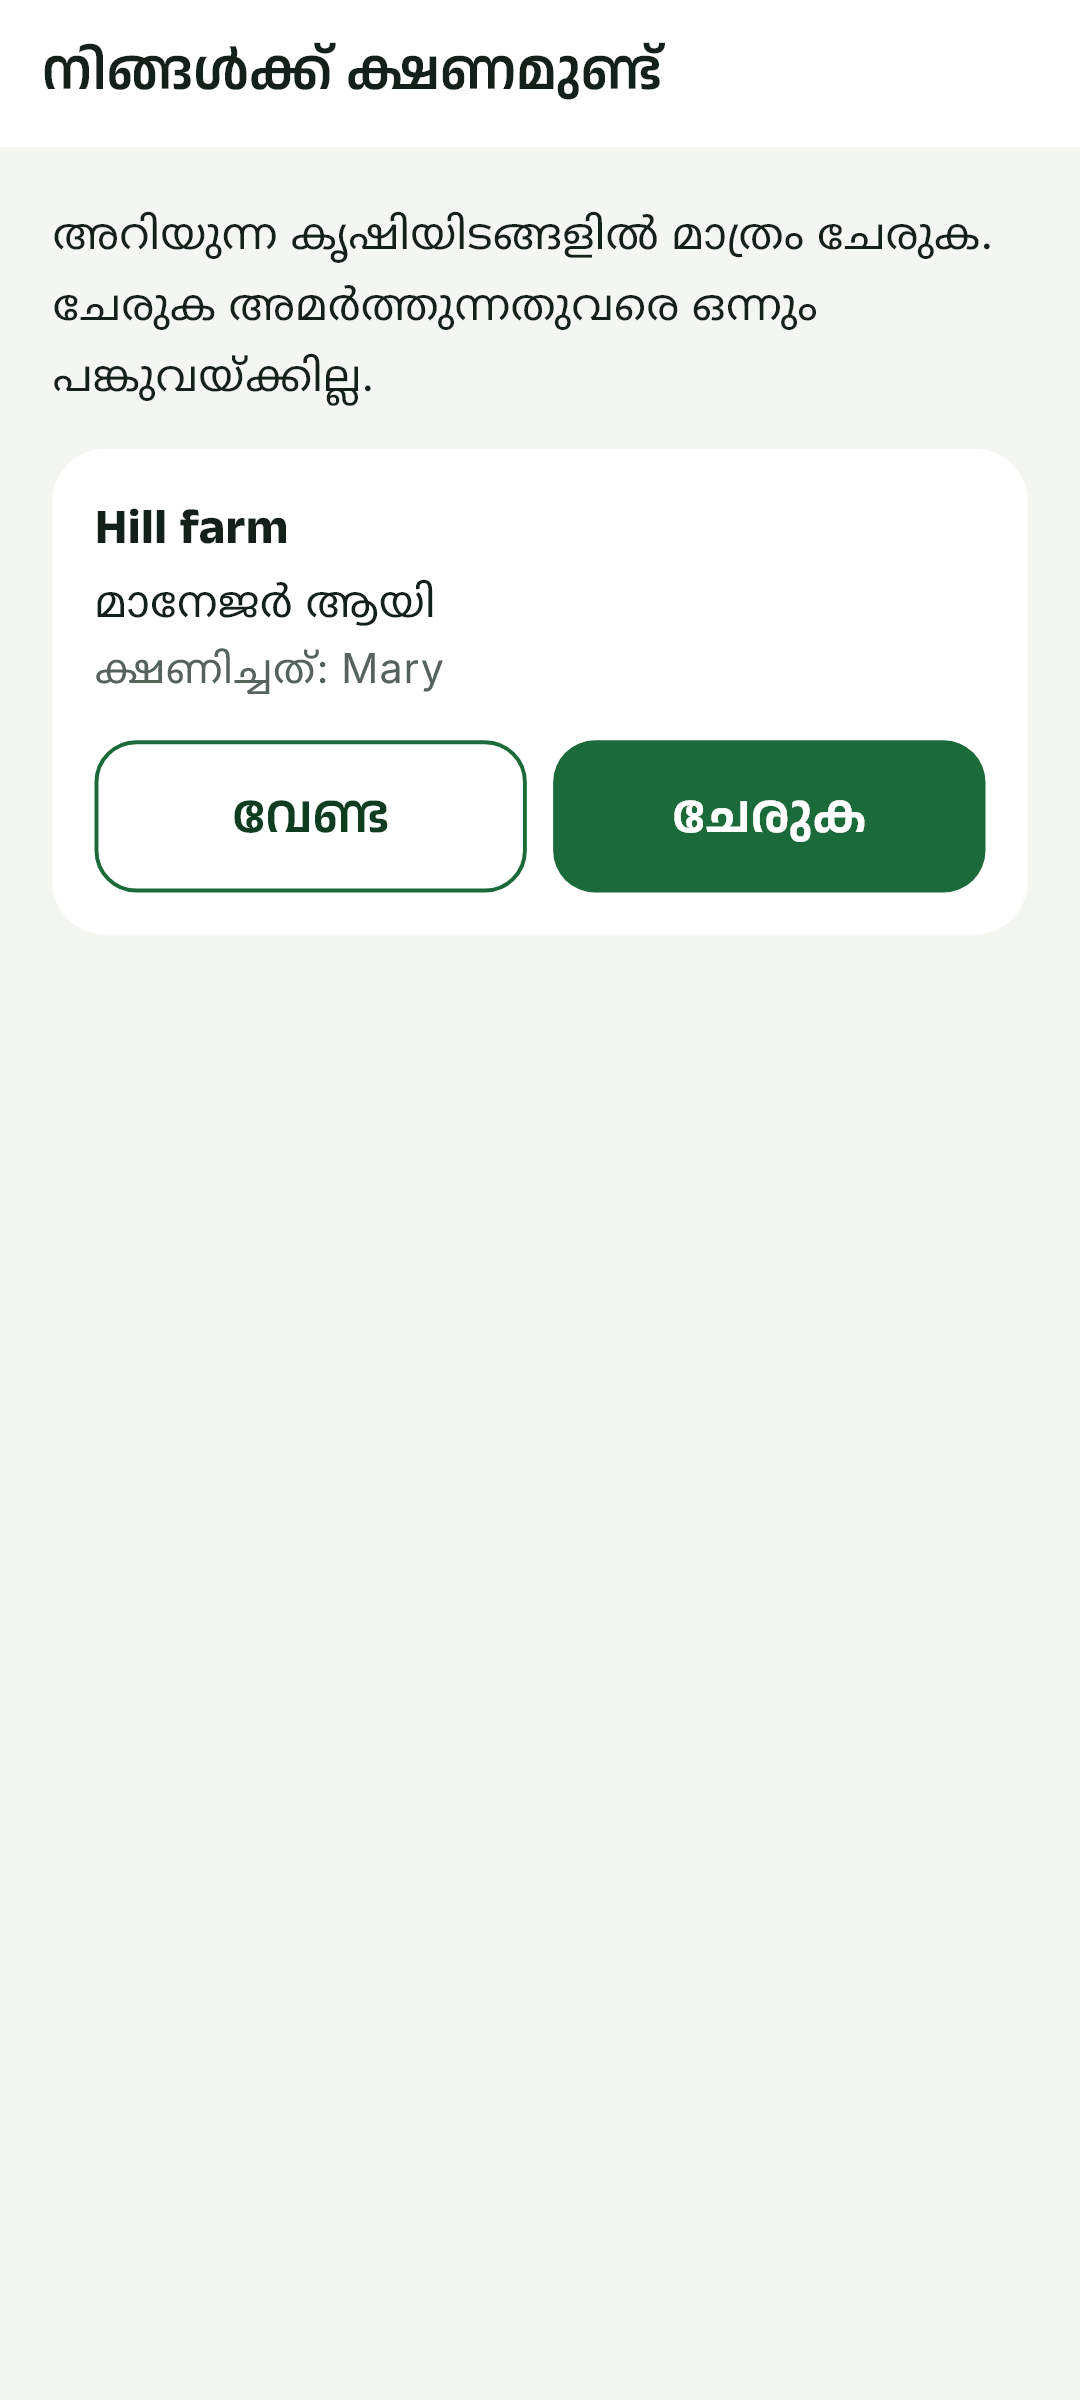 നിങ്ങൾക്ക് ക്ഷണമുണ്ട്
അറിയുന്ന കൃഷിയിടങ്ങളിൽ മാത്രം ചേരുക.
ചേരുക അമർത്തുന്നതുവരെ ഒന്നും
പങ്കുവയ്ക്കില്ല.
Hill farm
മാനേജർ ആയി
ക്ഷണിച്ചത്: Mary
വേണ്ട
ചേരുക